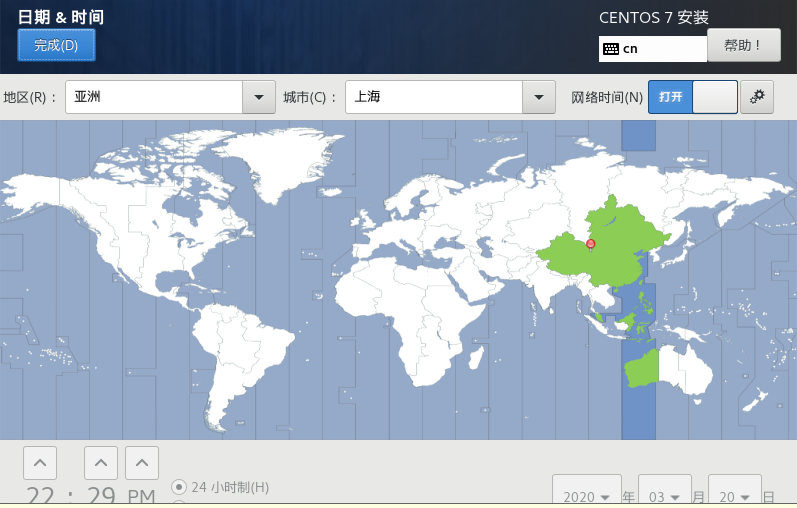 日期 & 时间
CENTOS 7 安装
完成(D)
cn
帮助！
地区(R)： 亚洲 城市(C)： 上海 网络时间(N) 打开
22 : 29 PM
24 小时制(H)
2020 年 03 月 20 日